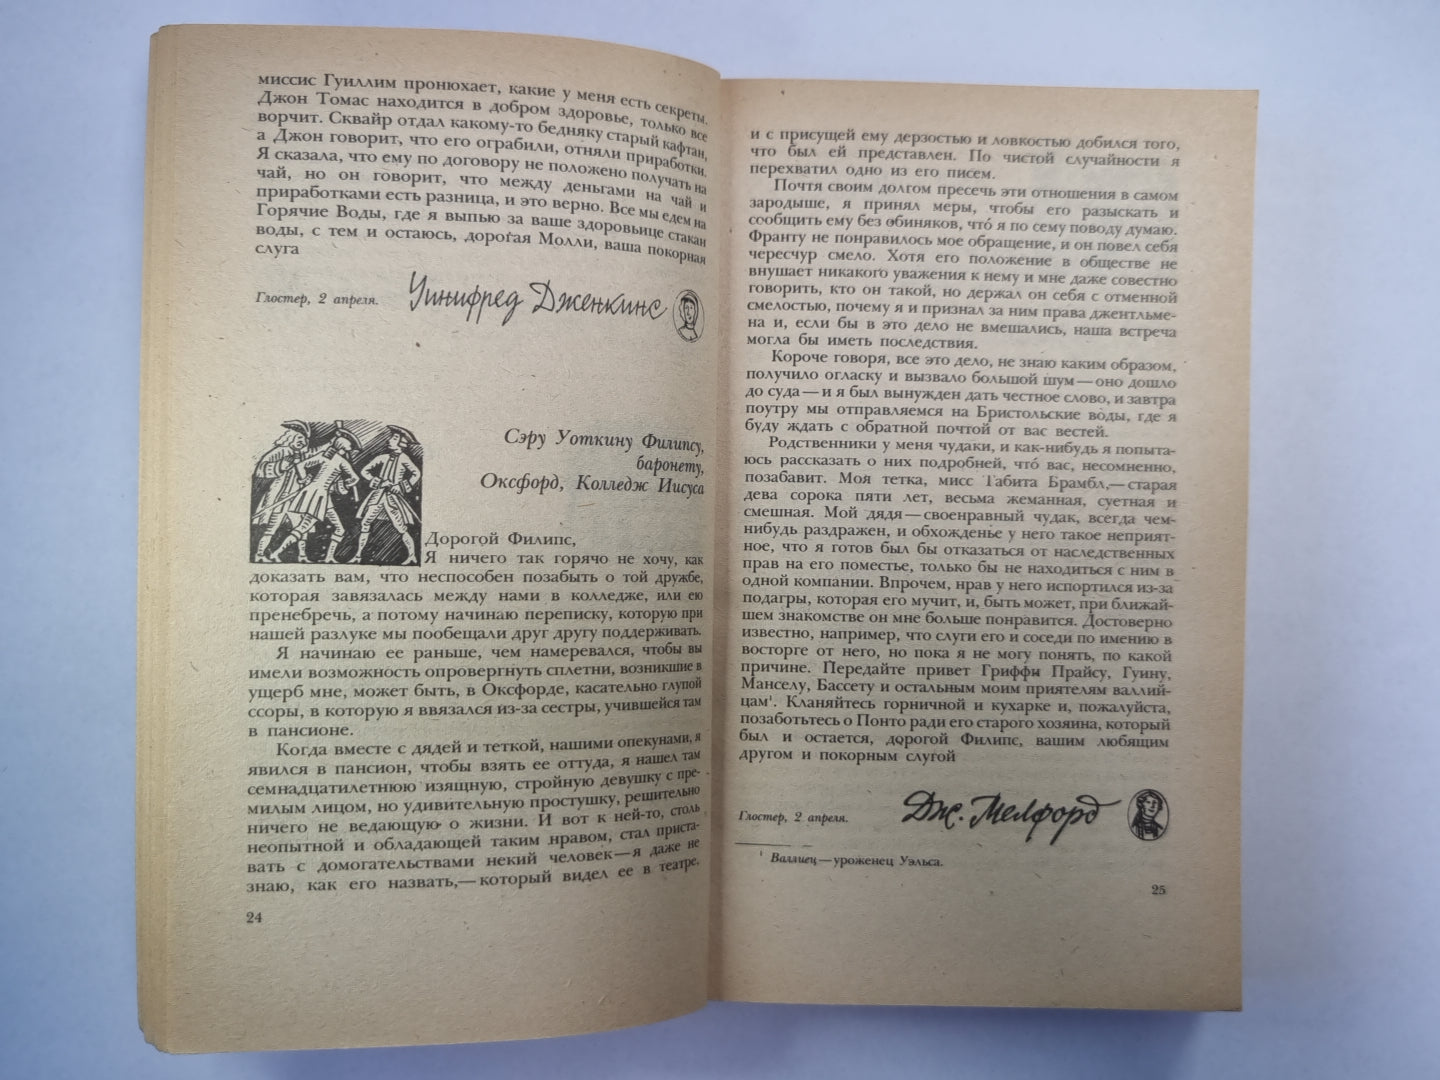 миссис Гуиллим пронюхает, какие у меня есть секреты.
Джон Томас находится в добром здоровье, только все
ворчит. Сквайр отдал какому-то бедняку старый кафтан,
а Джон говорит, что его ограбили, отняли приработки.
Я сказала, что ему по договору не положено получать на
чай, но он говорит, что между деньгами на чай и
приработками есть разница, и это верно. Все мы едем на
Горячие Воды, где я выпью за ваше здоровьице стакан
воды, с тем и остаюсь, дорогая Молли, ваша покорная
слуга
Глостер, 2 апреля. Уинифред Дженкинс
Сэру Уоткину Филипсу,
баронету,
Оксфорд, Колледж Иисуса
Дорогой Филипс,
Я ничего так горячо не хочу, как
доказать вам, что неспособен позабыть о той дружбе,
которая завязалась между нами в колледже, или ею
пренебречь, а потому начинаю переписку, которую при
нашей разлуке мы пообещали друг другу поддерживать.
Я начинаю ее раньше, чем намеревался, чтобы вы
имели возможность опровергнуть сплетни, возникшие в
ущерб мне, может быть, в Оксфорде, касательно глупой
ссоры, в которую я ввязался из-за сестры, учившейся там
в пансионе.
Когда вместе с дядей и теткой, нашими опекунами, я
явился в пансион, чтобы взять ее оттуда, я нашел там
семнадцатилетнюю изящную, стройную девушку с пре-
милым лицом, но удивительную простушку, решительно
ничего не ведающую о жизни. И вот к ней-то, столь
неопытной и обладающей таким нравом, стал приста-
вать с домогательствами некий человек—я даже не
знаю, как его назвать,—который видел ее в театре,
24
и с присущей ему дерзостью и ловкостью добился того,
что был ей представлен. По чистой случайности я
перехватил одно из его писем.
Почтя своим долгом пресечь эти отношения в самом
зародыше, я принял меры, чтобы его разыскать и
сообщить ему без обиняков, что́ я по сему поводу думаю.
Франту не понравилось мое обращение, и он повел себя
чересчур смело. Хотя его положение в обществе не
внушает никакого уважения к нему и мне даже совестно
говорить, кто он такой, но держал он себя с отменной
смелостью, почему я и признал за ним права джентльме-
на и, если бы в это дело не вмешались, наша встреча
могла бы иметь последствия.
Короче говоря, все это дело, не знаю каким образом,
получило огласку и вызвало большой шум—оно дошло
до суда—и я был вынужден дать честное слово, и завтра
поутру мы отправляемся на Бристольские воды, где я
буду ждать с обратной почтой от вас вестей.
Родственники у меня чудаки, и как-нибудь я попыта-
юсь рассказать о них подробней, что́ вас, несомненно,
позабавит. Моя тетка, мисс Табита Брамбл,—старая
дева сорока пяти лет, весьма жеманная, суетная и
смешная. Мой дядя—своенравный чудак, всегда чем-
нибудь раздражен, и обхожденье у него такое неприят-
ное, что я готов был бы отказаться от наследственных
прав на его поместье, только бы не находиться с ним в
одной компании. Впрочем, нрав у него испортился из-за
подагры, которая его мучит, и, быть может, при ближай-
шем знакомстве он мне больше понравится. Достоверно
известно, например, что слуги его и соседи по имению в
восторге от него, но пока я не могу понять, по какой
причине. Передайте привет Гриффи Прайсу, Гуину,
Манселу, Бассету и остальным моим приятелям валлий-
цам¹. Кланяйтесь горничной и кухарке и, пожалуйста,
позаботьтесь о Понто ради его старого хозяина, который
был и остается, дорогой Филипс, вашим любящим
другом и покорным слугой
Глостер, 2 апреля. Дж. Мелфорд
¹ Валлиец—уроженец Уэльса.
25